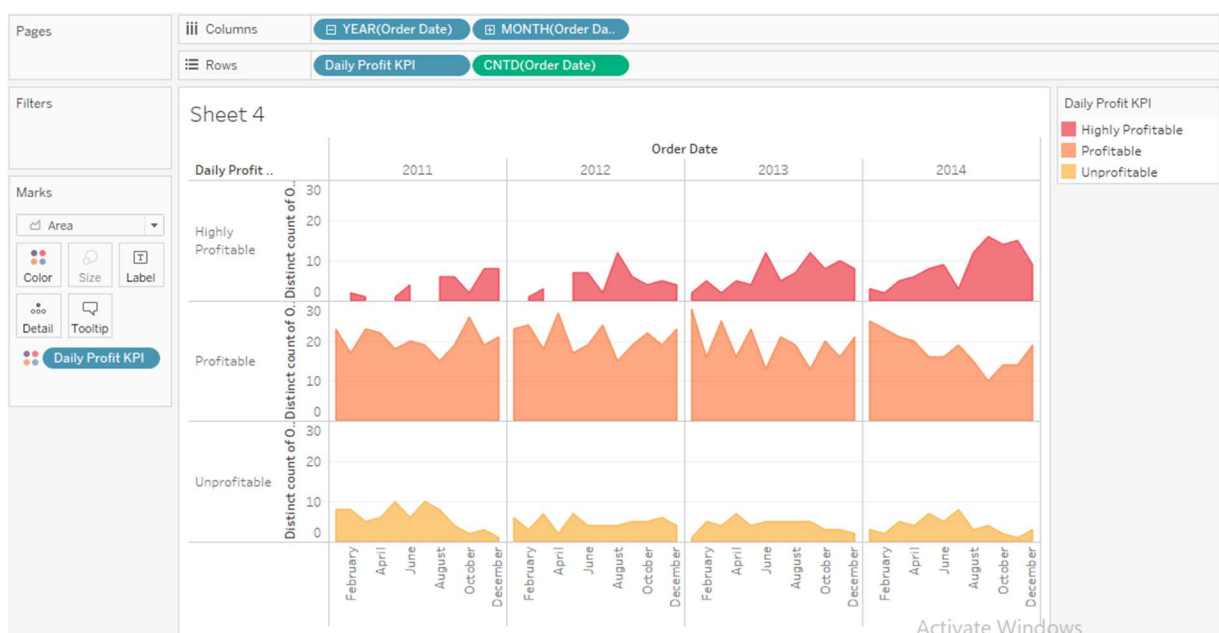 Pages
Columns
YEAR(Order Date)
MONTH(Order Da..
Rows
Daily Profit KPI
CNTD(Order Date)
Filters
Marks
Area
Color
Size
T
Label
Detail
Tooltip
Daily Profit KPI
Sheet 4
Order Date
Daily Profit ..
2011
2012
2013
2014
Highly
Profitable
Distinct count of O..
30
20
10
0
Profitable
Distinct count of O..
30
20
10
0
Unprofitable
Distinct count of O..
30
20
10
0
February
April
June
August
October
December
February
April
June
August
October
December
February
April
June
August
October
December
February
April
June
August
October
December
Daily Profit KPI
Highly Profitable
Profitable
Unprofitable
Activate Windows